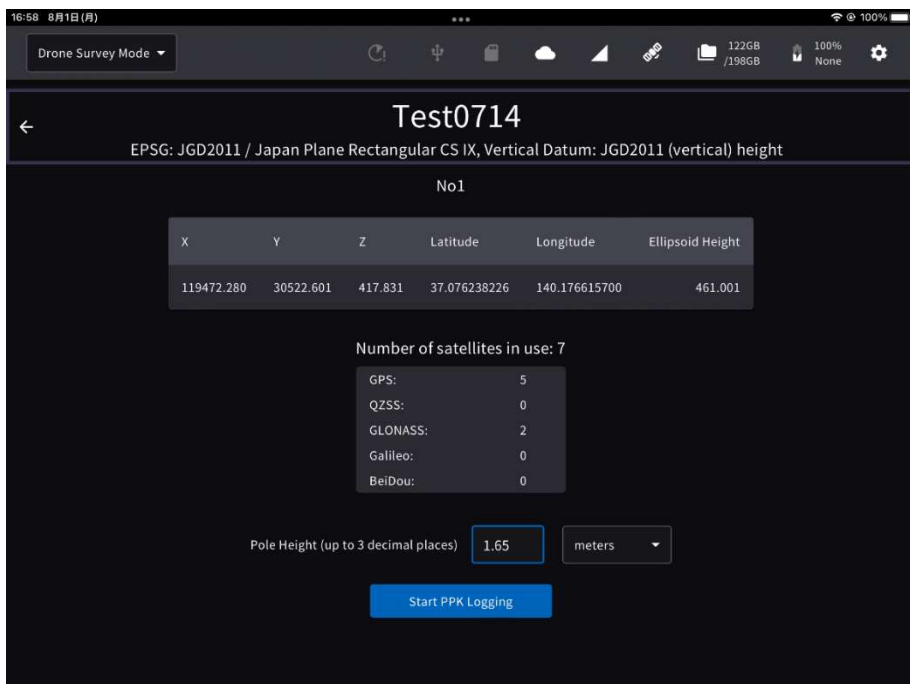 16:58 8月1日(月)
100%
Drone Survey Mode
122GB
/198GB
100%
None
Test0714
EPSG: JGD2011 / Japan Plane Rectangular CS IX, Vertical Datum: JGD2011 (vertical) height
No1
X Y Z Latitude Longitude Ellipsoid Height
119472.280 30522.601 417.831 37.076238226 140.176615700 461.001
Number of satellites in use: 7
GPS: 5
QZSS: 0
GLONASS: 2
Galileo: 0
BeiDou: 0
Pole Height (up to 3 decimal places) 1.65 meters
Start PPK Logging